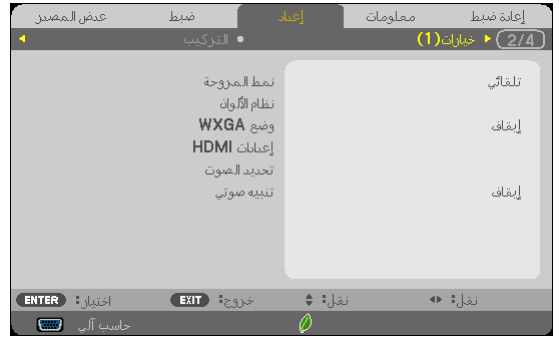 إعادة ضبط معلومات إعداد ضبط عرض المصدر
2/4 ▶ خيارات(1) • التركيب ◀
تلقائي نمط المروحة
نظام الألوان
إيقاف وضع WXGA
إعدادات HDMI
تحديد الصوت
إيقاف تنبيه صوتي
نقل: نقل: خروج: EXIT اختيار: ENTER
حاسب آلي